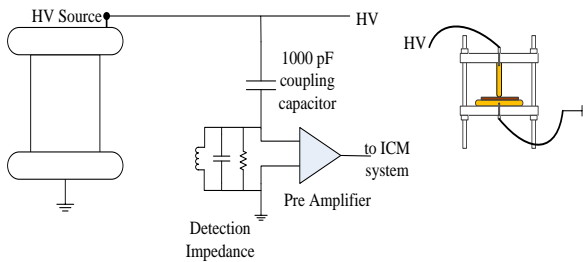 HV Source
HV
1000 pF
coupling
capacitor
HV
to ICM
system
Pre Amplifier
Detection
Impedance